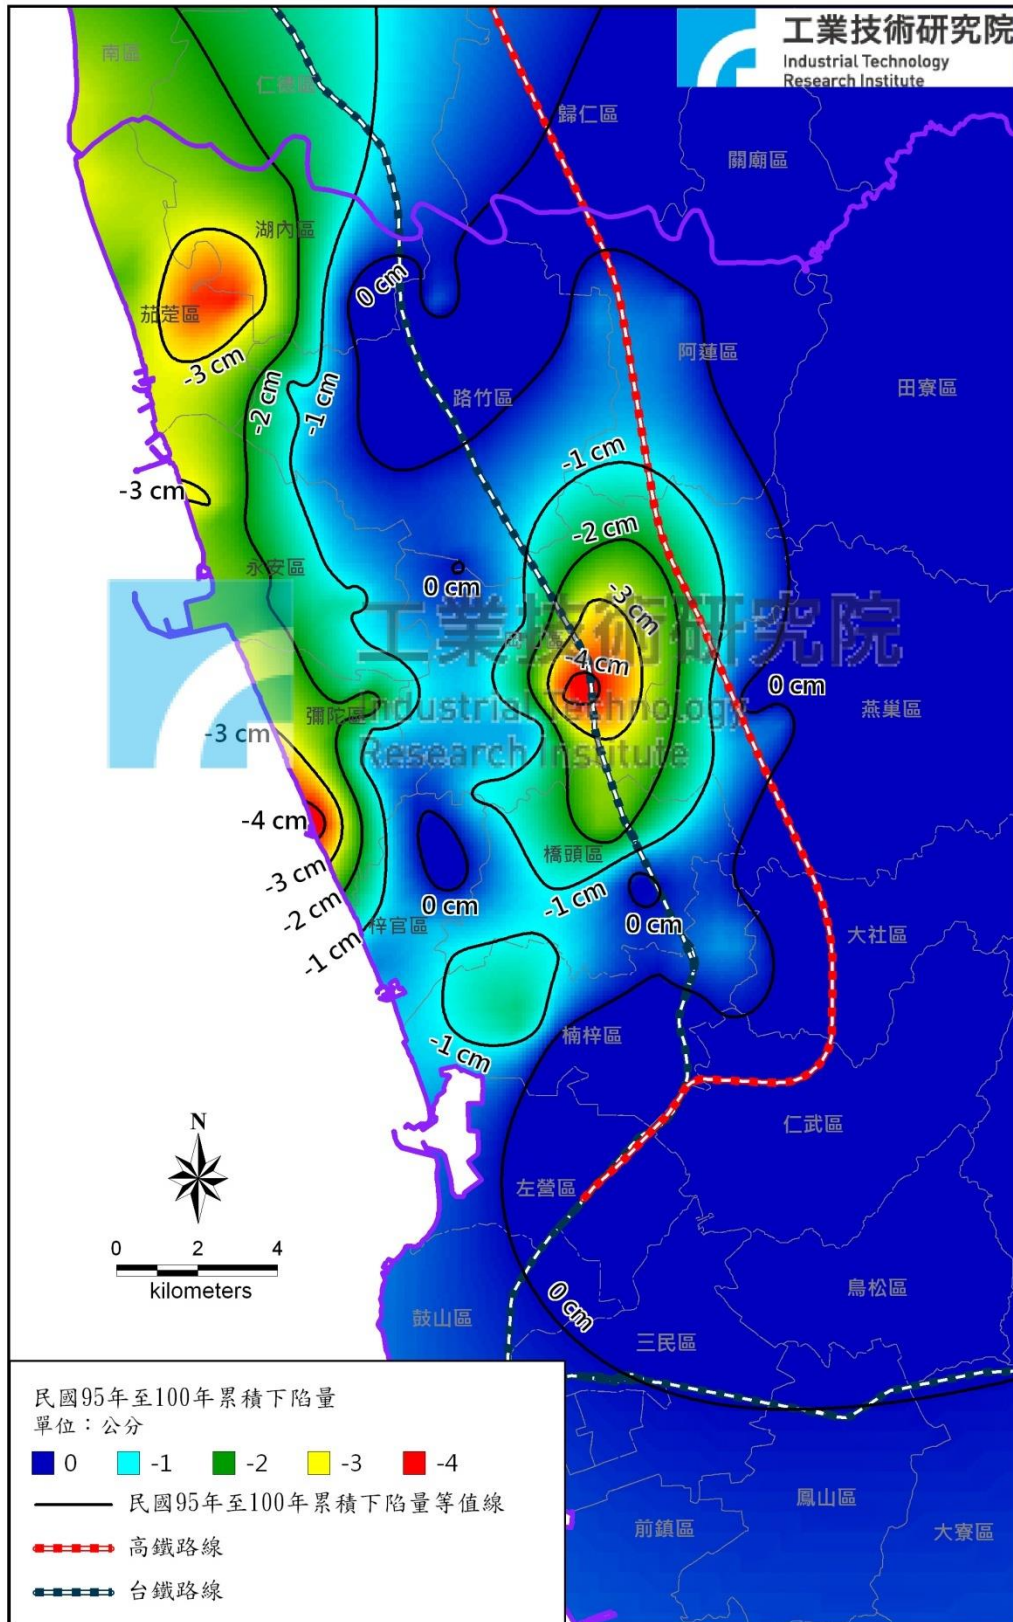 工業技術研究院
Industrial Technology
Research Institute
南區
仁德區
歸仁區
關廟區
湖內區
0 cm
茄萣區
-3 cm
阿蓮區
田寮區
路竹區
-2 cm
-1 cm
-1 cm
-3 cm
-2 cm
永安區
0 cm
-3 cm
工業技術研究院
岡山區
-4 cm
0 cm
Industrial Technology
燕巢區
彌陀區
-3 cm
Research Institute
-4 cm
橋頭區
-3 cm
-2 cm
0 cm
-1 cm
0 cm
梓官區
大社區
-1 cm
楠梓區
-1 cm
仁武區
N
左營區
0 2 4
kilometers
鳥松區
0 cm
鼓山區
三民區
民國95年至100年累積下陷量
單位：公分
0 -1 -2 -3 -4
民國95年至100年累積下陷量等值線
鳳山區
前鎮區
大寮區
高鐵路線
台鐵路線